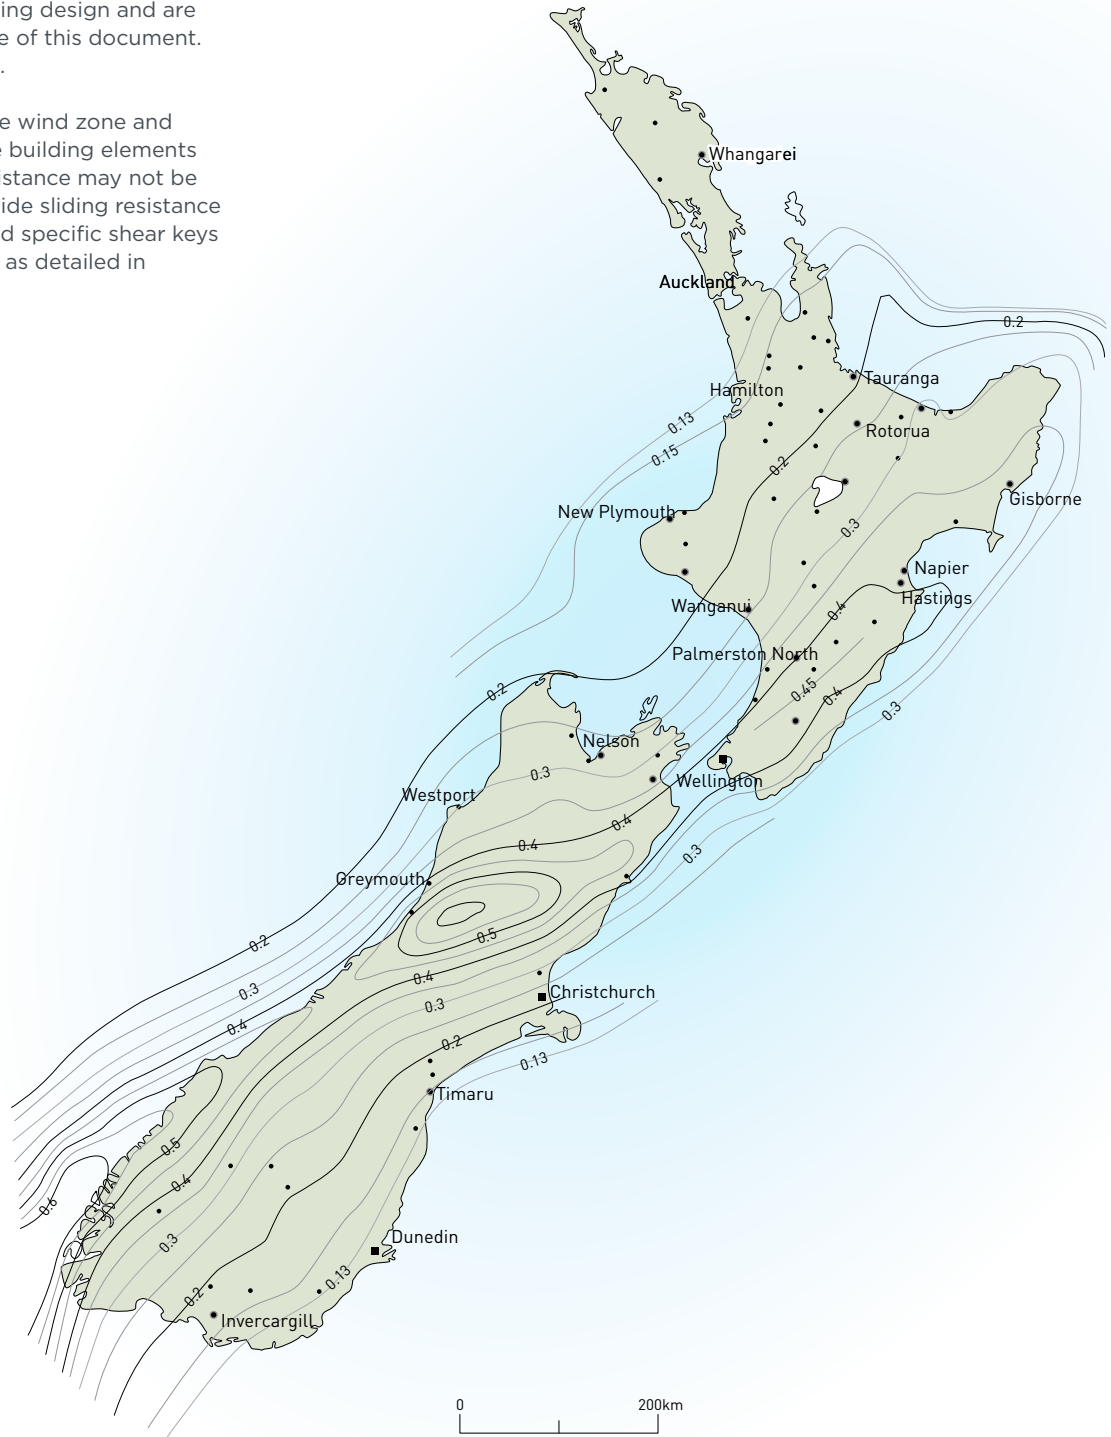 ing design and are
e of this document.
.
e wind zone and
e building elements
istance may not be
ide sliding resistance
d specific shear keys
as detailed in
Whangarei
Auckland
0.2
Tauranga
Hamilton
0.13
Rotorua
0.15
0.2
Gisborne
New Plymouth
0.3
Napier
Hastings
Wanganui
0.4
Palmerston North
0.45
0.2
0.4
0.3
Nelson
0.3
Wellington
Westport
0.4
0.4
0.3
Greymouth
0.5
0.2
0.4
0.3
Christchurch
0.3
0.4
0.2
0.13
Timaru
0.5
0.4
0.6
0.3
Dunedin
0.13
0.2
Invercargill
0 200km